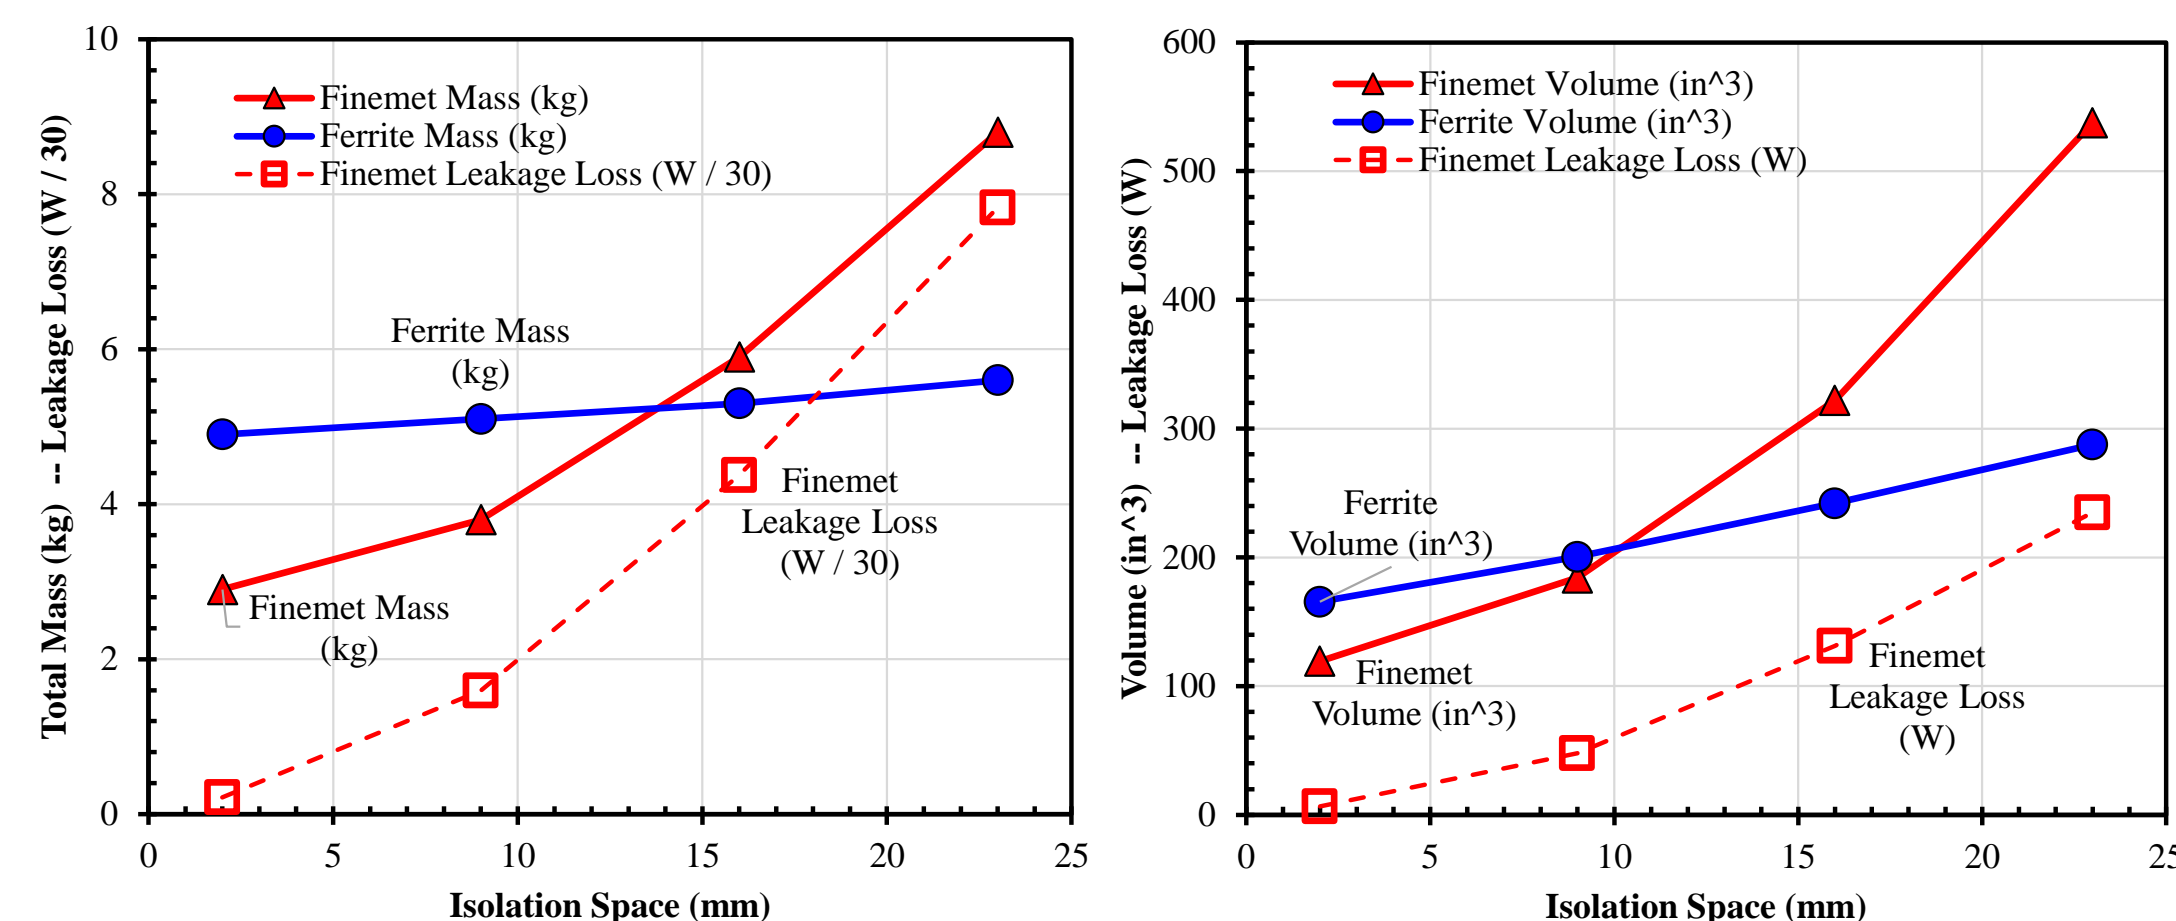 10
8
6
4
2
0
0
5
10
15
20
25
Total Mass (kg)  -- Leakage Loss (W / 30)
Isolation Space (mm)
Finemet Mass (kg)
Ferrite Mass (kg)
Finemet Leakage Loss (W / 30)
Ferrite Mass
(kg)
Finemet
Leakage Loss
(W / 30)
Finemet Mass
(kg)
600
500
400
300
200
100
0
0
5
10
15
20
25
Volume (in^3)  -- Leakage Loss (W)
Isolation Space (mm)
Finemet Volume (in^3)
Ferrite Volume (in^3)
Finemet Leakage Loss (W)
Ferrite
Volume (in^3)
Finemet
Volume (in^3)
Finemet
Leakage Loss
(W)